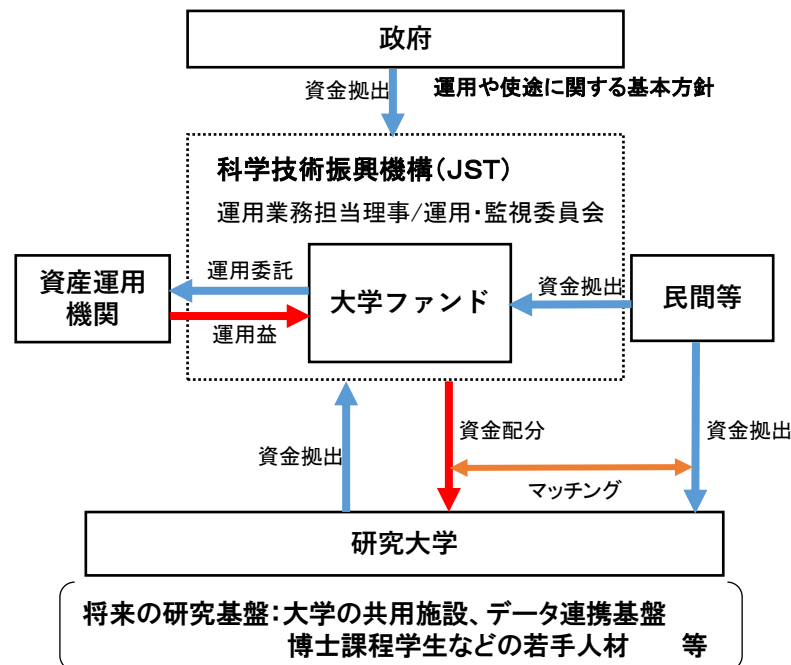 政府
資金拠出
運用や使途に関する基本方針
科学技術振興機構(JST)
運用業務担当理事/運用・監視委員会
資産運用
機関
運用委託
運用益
大学ファンド
資金拠出
民間等
資金拠出
資金配分
資金拠出
マッチング
研究大学
将来の研究基盤:大学の共用施設、データ連携基盤
博士課程学生などの若手人材 等